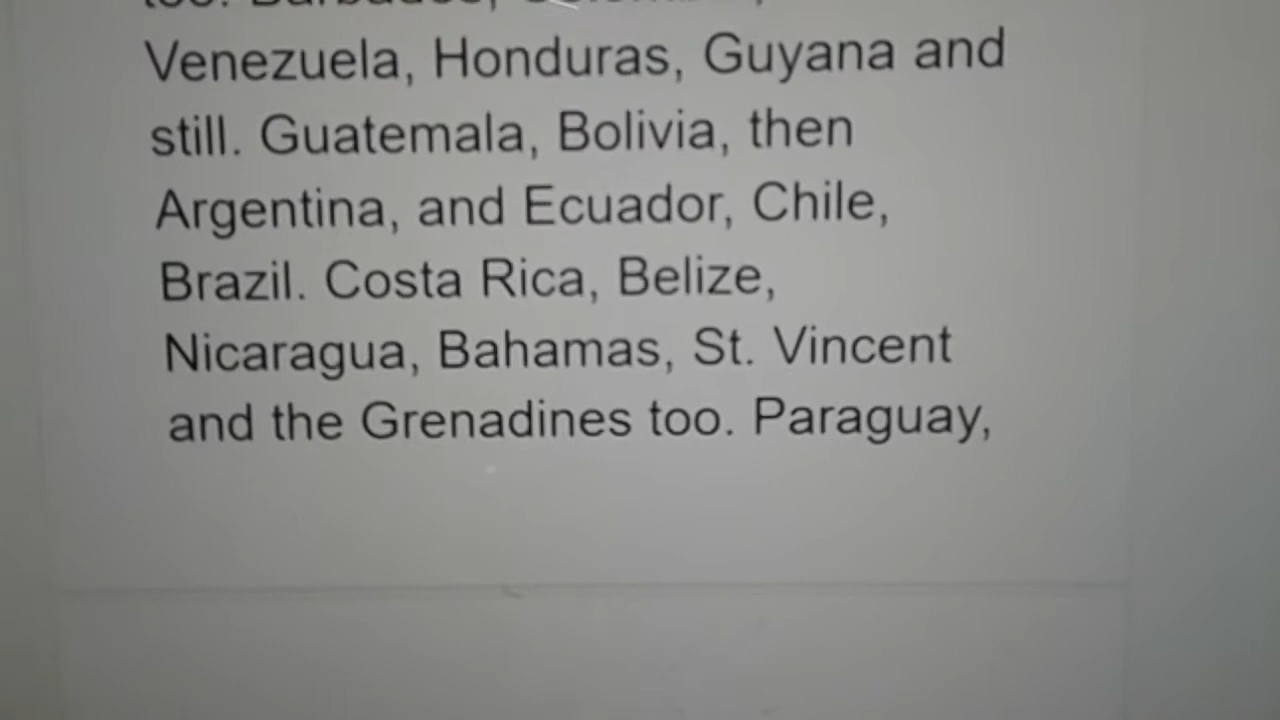 Venezuela, Honduras, Guyana and
still. Guatemala, Bolivia, then
Argentina, and Ecuador, Chile,
Brazil. Costa Rica, Belize,
Nicaragua, Bahamas, St. Vincent
and the Grenadines too. Paraguay,